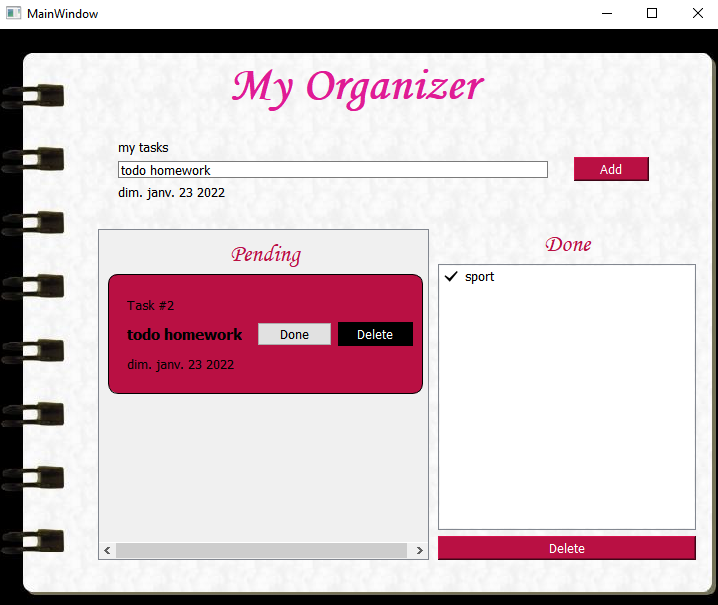 MainWindow
My Organizer
my tasks
todo homework
Add
dim. janv. 23 2022
Pending
Task #2
todo homework
Done
Delete
dim. janv. 23 2022
Done
sport
Delete